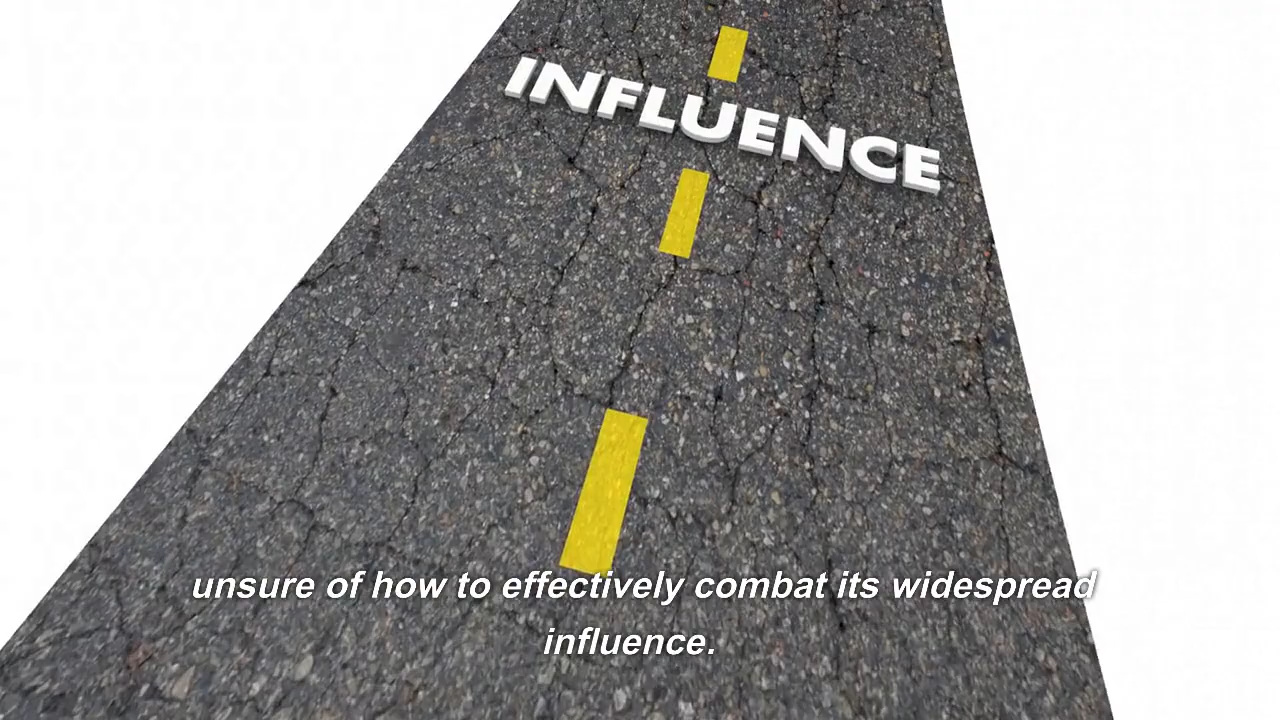 INFLUENCE
unsure of how to effectively combat its widespread
influence.